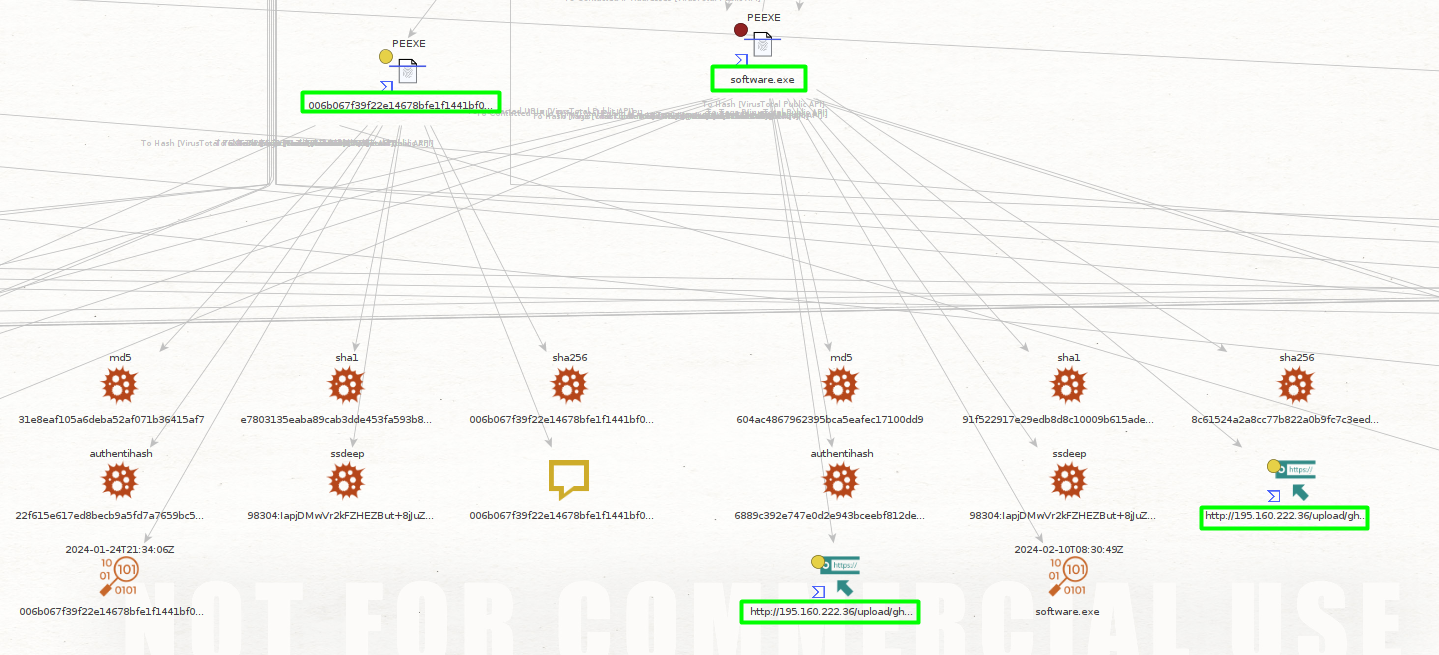 PEEXE
software.exe
PEEXE
006b067f39f22e14678bfe1f1441bf0...
To Hash [VirusTotal Public API]
md5
31e8eaf105a6deba52af071b36415af7
sha1
e7803135eaba89cab3dde453fa593b8...
sha256
006b067f39f22e14678bfe1f1441bf0...
md5
604ac4867962395bca5eafec17100dd9
sha1
91f522917e29edb8d8c10009b615ade...
sha256
8c61524a2a8cc77b822a0b9fc7c3eed...
authentihash
22f615e617ed8becb9a5fd7a7659bc5...
ssdeep
98304:IapjDMwVr2kFZHEZBut+8jJuZ...
006b067f39f22e14678bfe1f1441bf0...
authentihash
6889c392e747e0d2e943bceebf812de...
ssdeep
98304:IapjDMwVr2kFZHEZBut+8jJuZ...
https://
http://195.160.222.36/upload/gh...
2024-01-24T21:34:06Z
10
01
101
0101
006b067f39f22e14678bfe1f1441bf0...
https://
http://195.160.222.36/upload/gh...
2024-02-10T08:30:49Z
10
01
101
0101
software.exe
NOT FOR COMMERCIAL USE